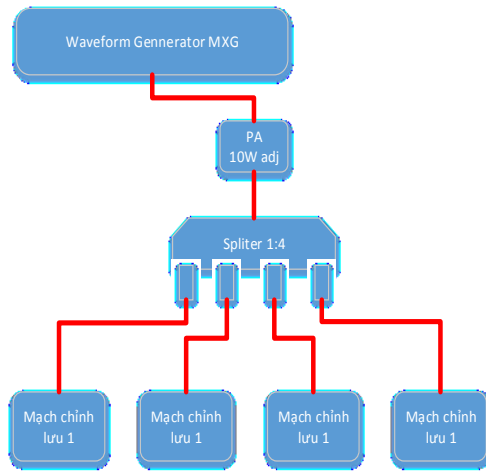 Waveform Gennerator MXG
PA
10W adj
Spliter 1:4
Mạch chỉnh
lưu 1
Mạch chỉnh
lưu 1
Mạch chỉnh
lưu 1
Mạch chỉnh
lưu 1